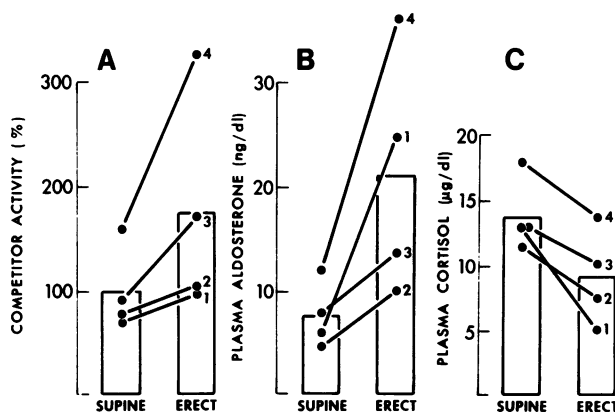 A
COMPETITOR ACTIVITY (%)
300
200
100
4
3
2
1
SUPINE ERECT
B
PLASMA ALDOSTERONE (ng/dl)
30
20
10
4
1
3
2
SUPINE ERECT
C
PLASMA CORTISOL (µg/dl)
20
15
10
5
4
3
2
1
SUPINE ERECT